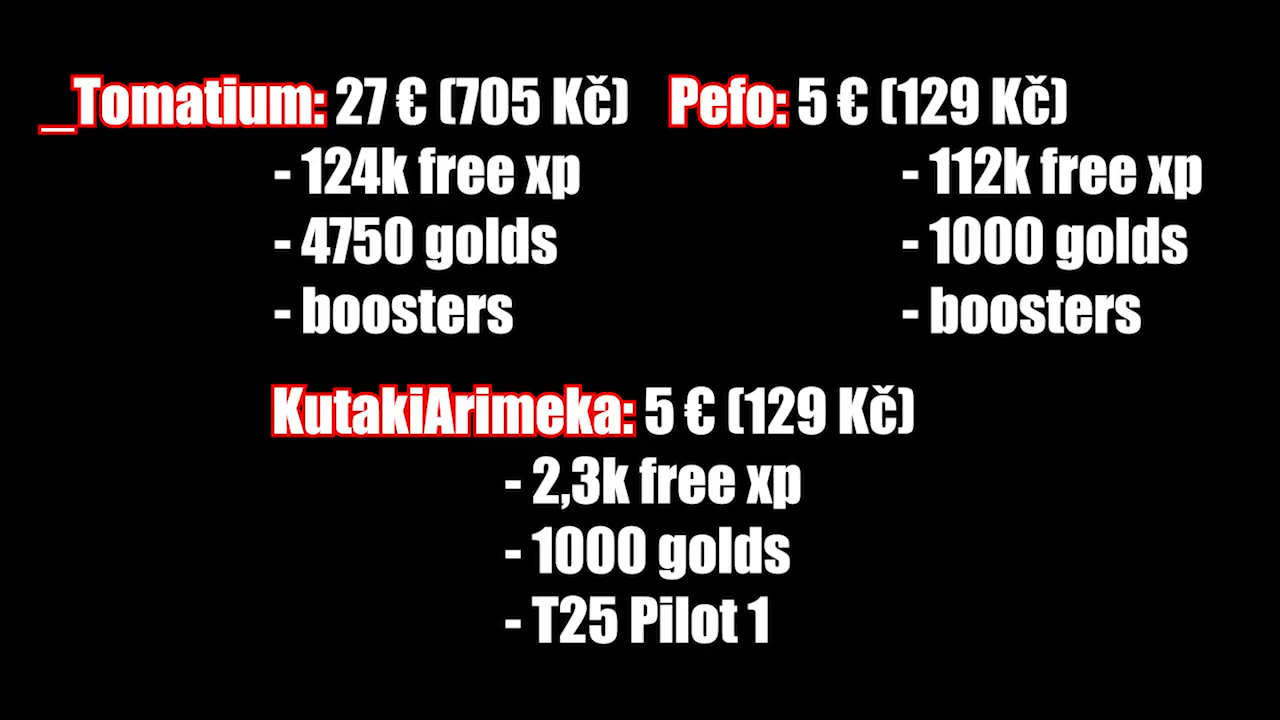 _Tomatium: 27 € (705 Kč)
- 124k free xp
- 4750 golds
- boosters
Pefo: 5 € (129 Kč)
- 112k free xp
- 1000 golds
- boosters
KutakiArimeka: 5 € (129 Kč)
- 2,3k free xp
- 1000 golds
- T25 Pilot 1